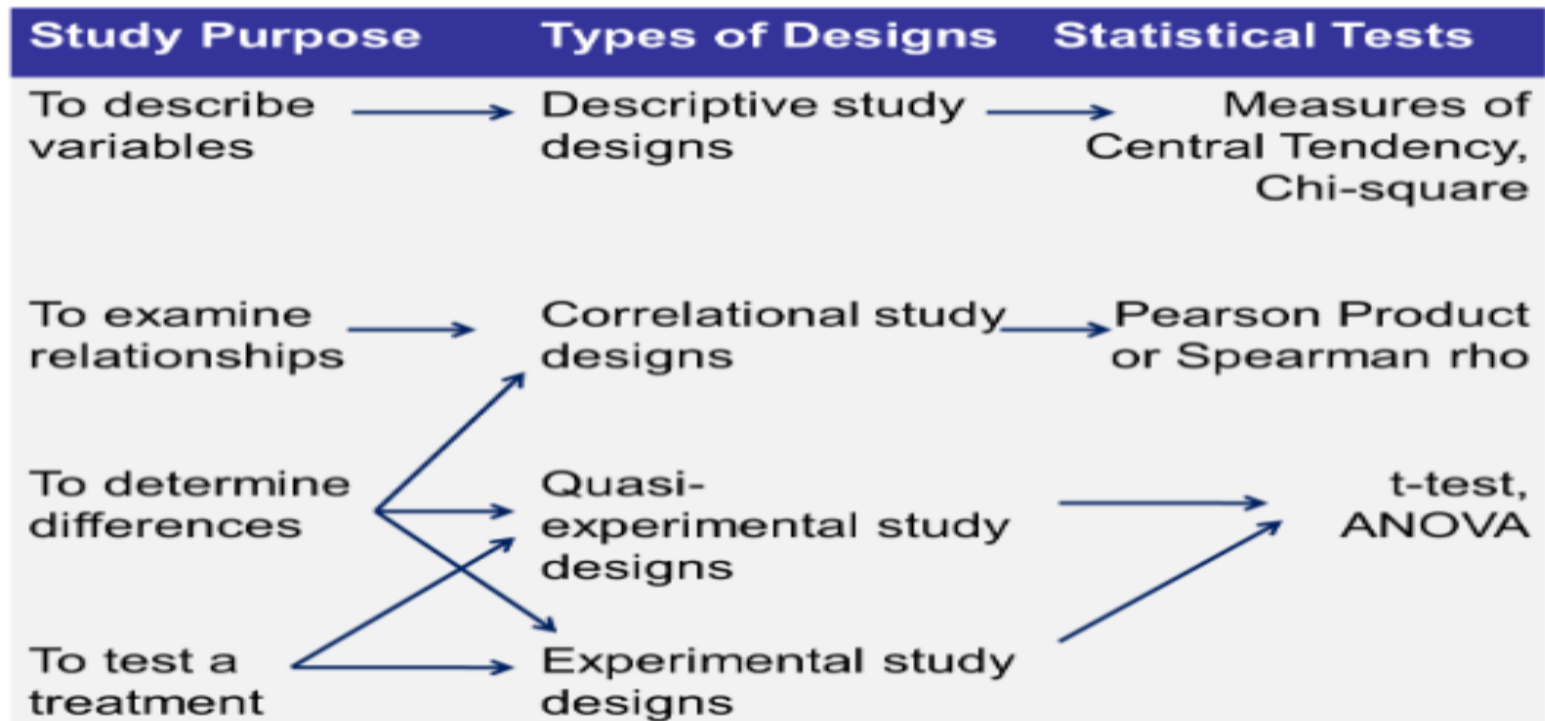 Study Purpose Types of Designs Statistical Tests
To describe
variables
Descriptive study
designs
Measures of
Central Tendency,
Chi-square
To examine
relationships
Correlational study
designs
Pearson Product
or Spearman rho
To determine
differences
Quasi-
experimental study
designs
t-test,
ANOVA
To test a
treatment
Experimental study
designs